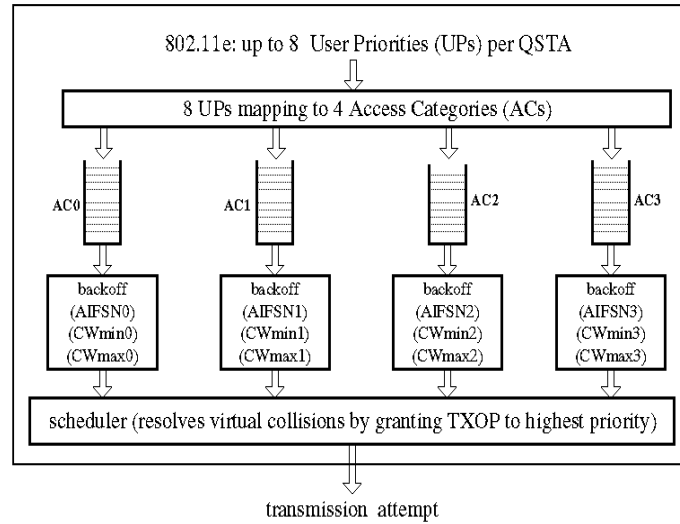 802.11e: up to 8 User Priorities (UPs) per QSTA
8 UPs mapping to 4 Access Categories (ACs)
AC0
AC1
AC2
AC3
backoff
(AIFSN0)
(CWmin0)
(CWmax0)
backoff
(AIFSN1)
(CWmin1)
(CWmax1)
backoff
(AIFSN2)
(CWmin2)
(CWmax2)
backoff
(AIFSN3)
(CWmin3)
(CWmax3)
scheduler (resolves virtual collisions by granting TXOP to highest priority)
transmission attempt